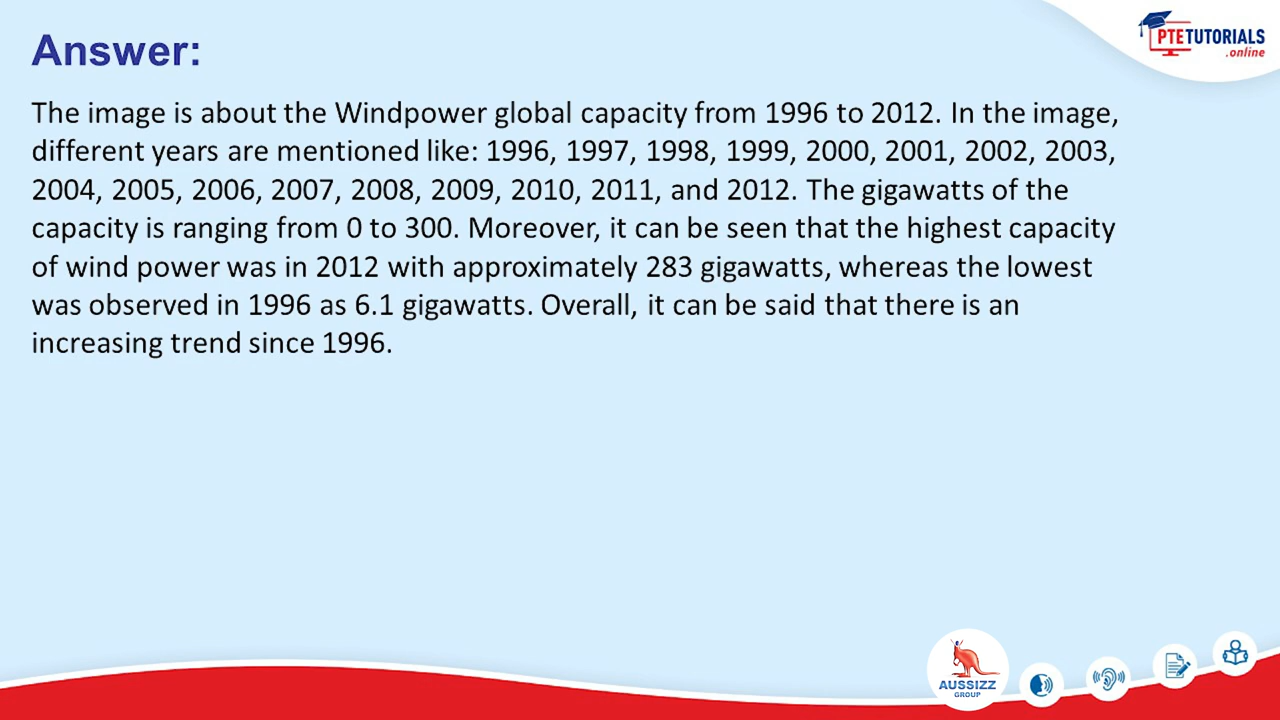 PTETUTORIALS
.online
Answer:
The image is about the Windpower global capacity from 1996 to 2012. In the image,
different years are mentioned like: 1996, 1997, 1998, 1999, 2000, 2001, 2002, 2003,
2004, 2005, 2006, 2007, 2008, 2009, 2010, 2011, and 2012. The gigawatts of the
capacity is ranging from 0 to 300. Moreover, it can be seen that the highest capacity
of wind power was in 2012 with approximately 283 gigawatts, whereas the lowest
was observed in 1996 as 6.1 gigawatts. Overall, it can be said that there is an
increasing trend since 1996.
AUSSIZZ
GROUP